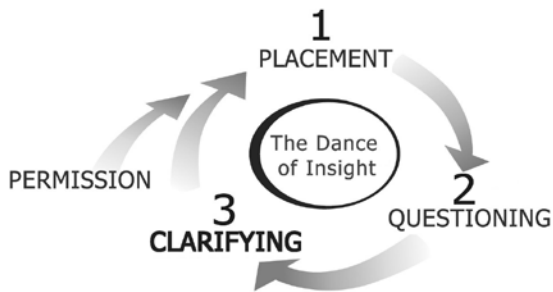 1
PLACEMENT
The Dance
of Insight
PERMISSION
2
QUESTIONING
3
CLARIFYING